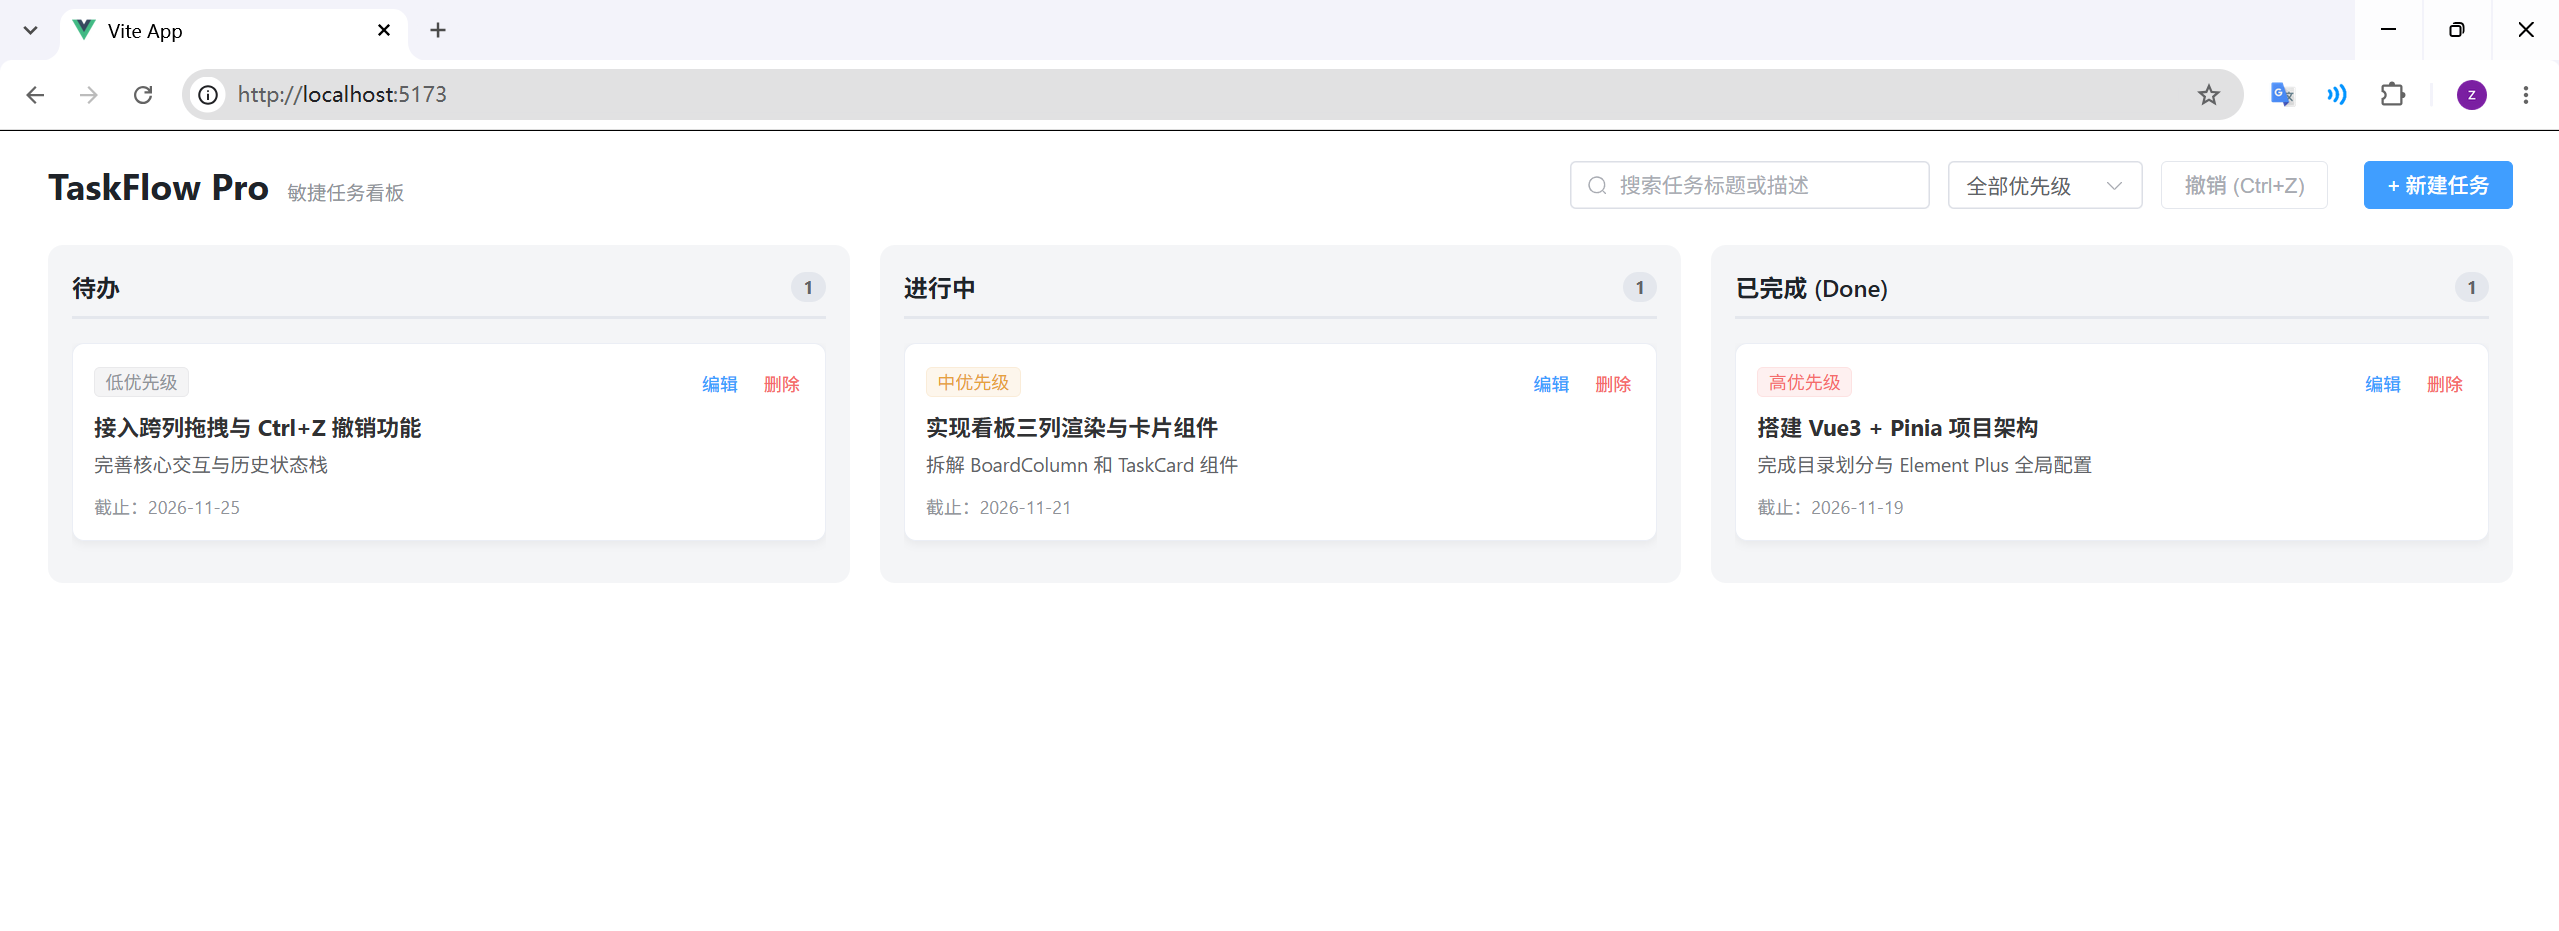 Vite App
http://localhost:5173
z
TaskFlow Pro 敏捷任务看板
搜索任务标题或描述
全部优先级
撤销 (Ctrl+Z)
+ 新建任务
待办 1
低优先级 编辑 删除
接入跨列拖拽与 Ctrl+Z 撤销功能
完善核心交互与历史状态栈
截止：2026-11-25
进行中 1
中优先级 编辑 删除
实现看板三列渲染与卡片组件
拆解 BoardColumn 和 TaskCard 组件
截止：2026-11-21
已完成 (Done) 1
高优先级 编辑 删除
搭建 Vue3 + Pinia 项目架构
完成目录划分与 Element Plus 全局配置
截止：2026-11-19